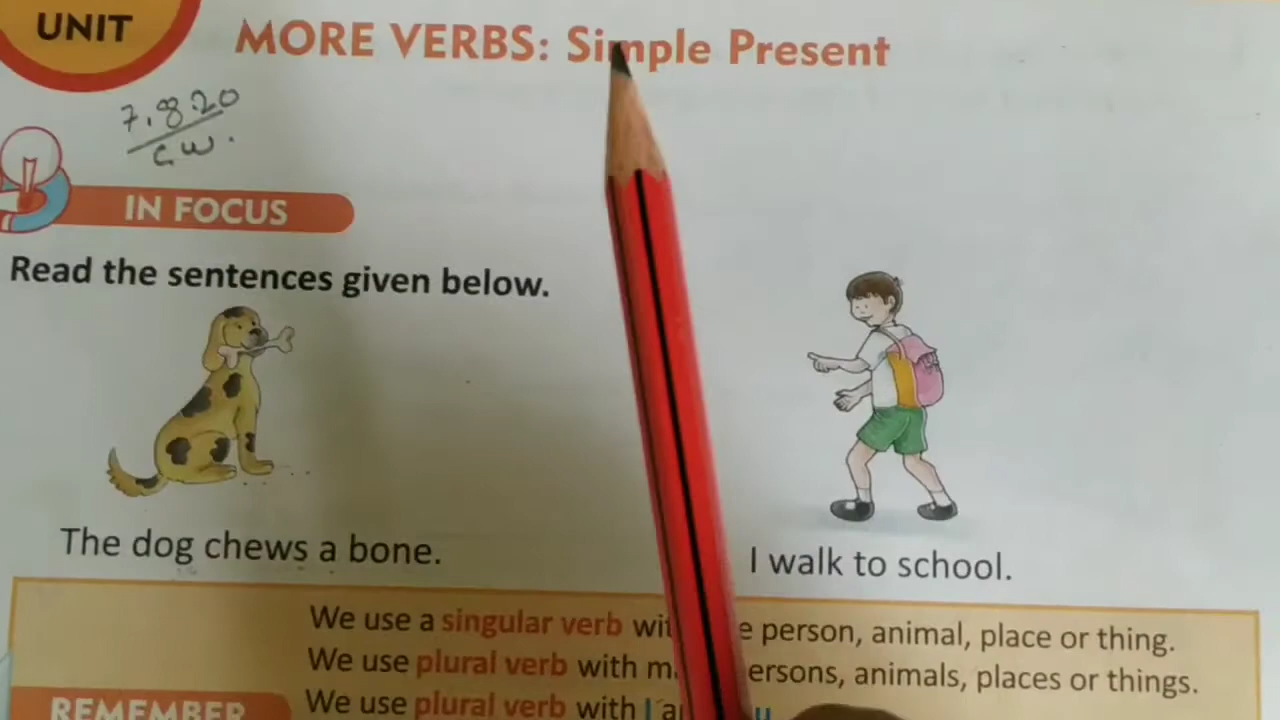 UNIT
MORE VERBS: Simple Present
7.8.20
C.W.
IN FOCUS
Read the sentences given below.
The dog chews a bone.
I walk to school.
We use a singular verb person, animal, place or thing.
We use plural verb with animals, places or things.
We use plural verb with I
REMEMBER